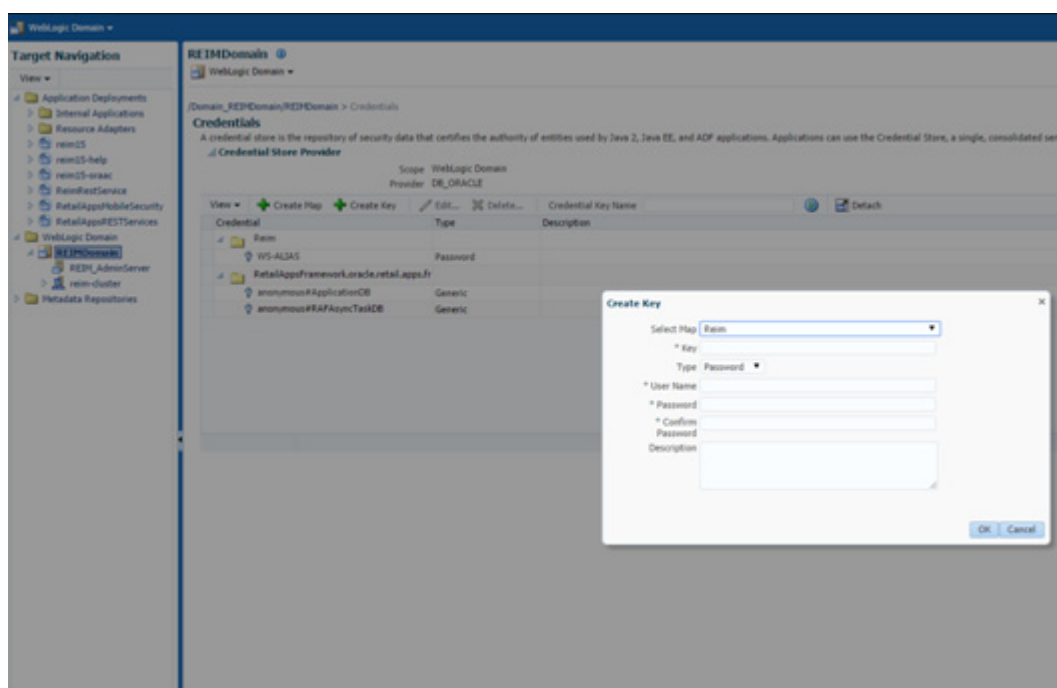 WebLogic Domain
Target Navigation
View
Application Deployments
Internal Applications
Resource Adapters
reim15
reim15-help
reim15-oraac
ReimRestService
RetailAppsMobileSecurity
RetailAppsRESTServices
WebLogic Domain
REIMDomain
REIM_AdminServer
reim-cluster
Metadata Repositories
REIMDomain
WebLogic Domain
/Domain_REIMDomain/REIMDomain > Credentials
Credentials
A credential store is the repository of security data that certifies the authority of entities used by Java 2, Java EE, and ADF applications. Applications can use the Credential Store, a single, consolidated se
Credential Store Provider
Scope WebLogic Domain
Provider DB_ORACLE
View Create Map Create Key Edit... Delete... Credential Key Name Detach
Credential Type Description
Reim
WS-ALIAS Password
RetailAppsFramework.oracle.retail.apps.fr
anonymous#ApplicationDB Generic
anonymous#RAFAsyncTaskDB Generic
Create Key
Select Map Reim
* Key
Type Password
* User Name
* Password
* Confirm
Password
Description
OK Cancel